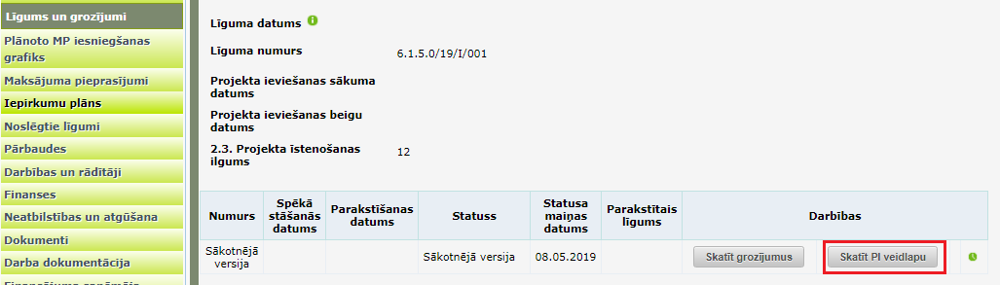 Līgums un grozījumi
Plānoto MP iesniegšanas
grafiks
Maksājuma pieprasījumi
Iepirkumu plāns
Noslēgtie līgumi
Pārbaudes
Darbības un rādītāji
Finanses
Neatbilstības un atgūšana
Dokumenti
Darba dokumentācija
Līguma datums
Līguma numurs 6.1.5.0/19/I/001
Projekta ieviešanas sākuma
datums
Projekta ieviešanas beigu
datums
2.3. Projekta īstenošanas
ilgums 12
Numurs Spēkā stāšanās datums Parakstīšanas datums Statuss Statusa maiņas datums Parakstītais līgums Darbības
Sākotnējā
versija Sākotnējā versija 08.05.2019 Skatīt grozījumus Skatīt PI veidlapu